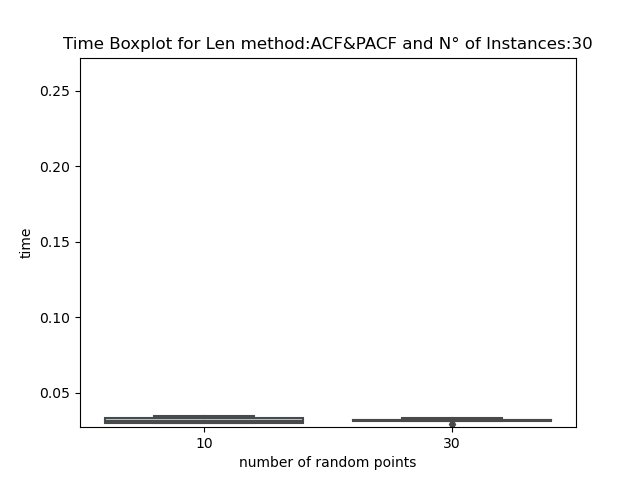 Time Boxplot for Len method:ACF&PACF and N° of Instances:30
0.25
0.20
0.15
0.10
0.05
time
10 30
number of random points